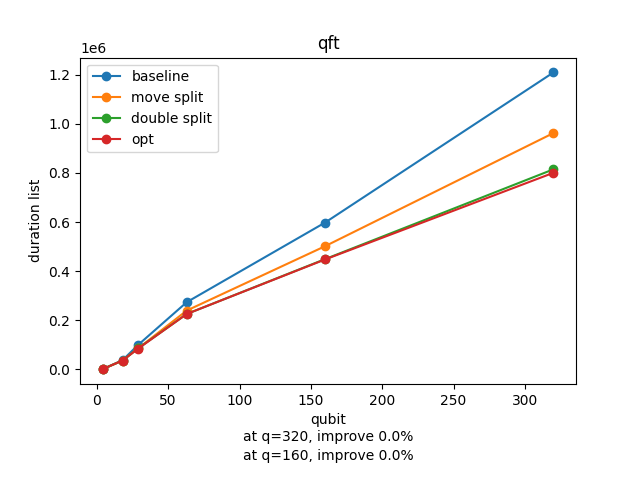 qft
1e6
baseline
move split
double split
opt
1.2
1.0
0.8
0.6
0.4
0.2
0.0
duration list
0 50 100 150 200 250 300
qubit
at q=320, improve 0.0%
at q=160, improve 0.0%